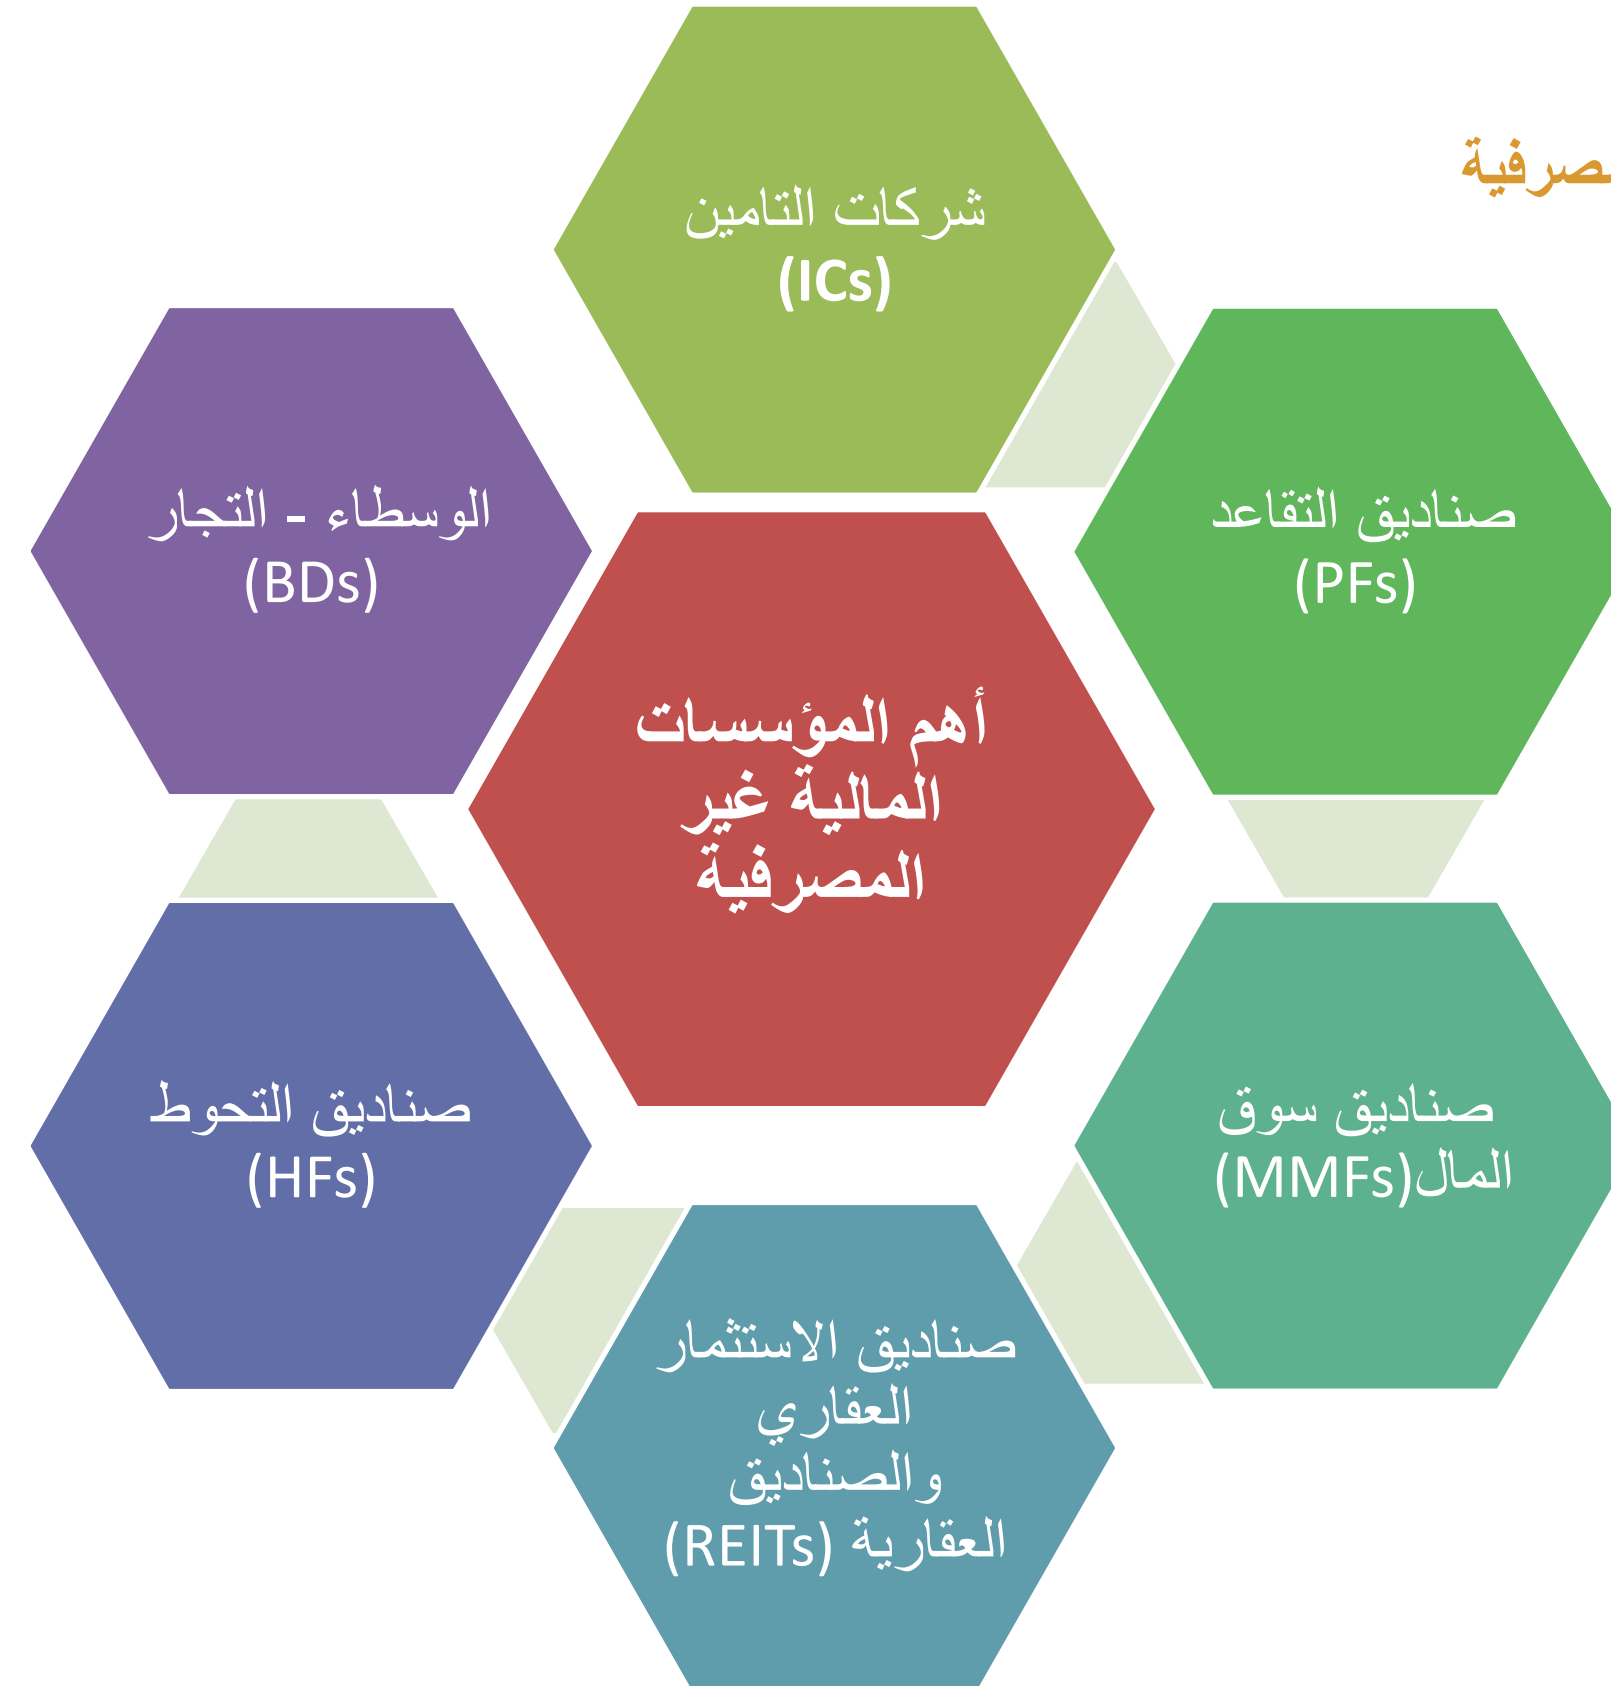 شركات التامين
(ICs)
صناديق التقاعد
(PFs)
صناديق سوق
المال(MMFs)
صناديق الاستثمار
العقاري
والصناديق
العقارية (REITs)
صناديق التحوط
(HFs)
الوسطاء - التجار
(BDs)
أهم المؤسسات
المالية غير
المصرفية